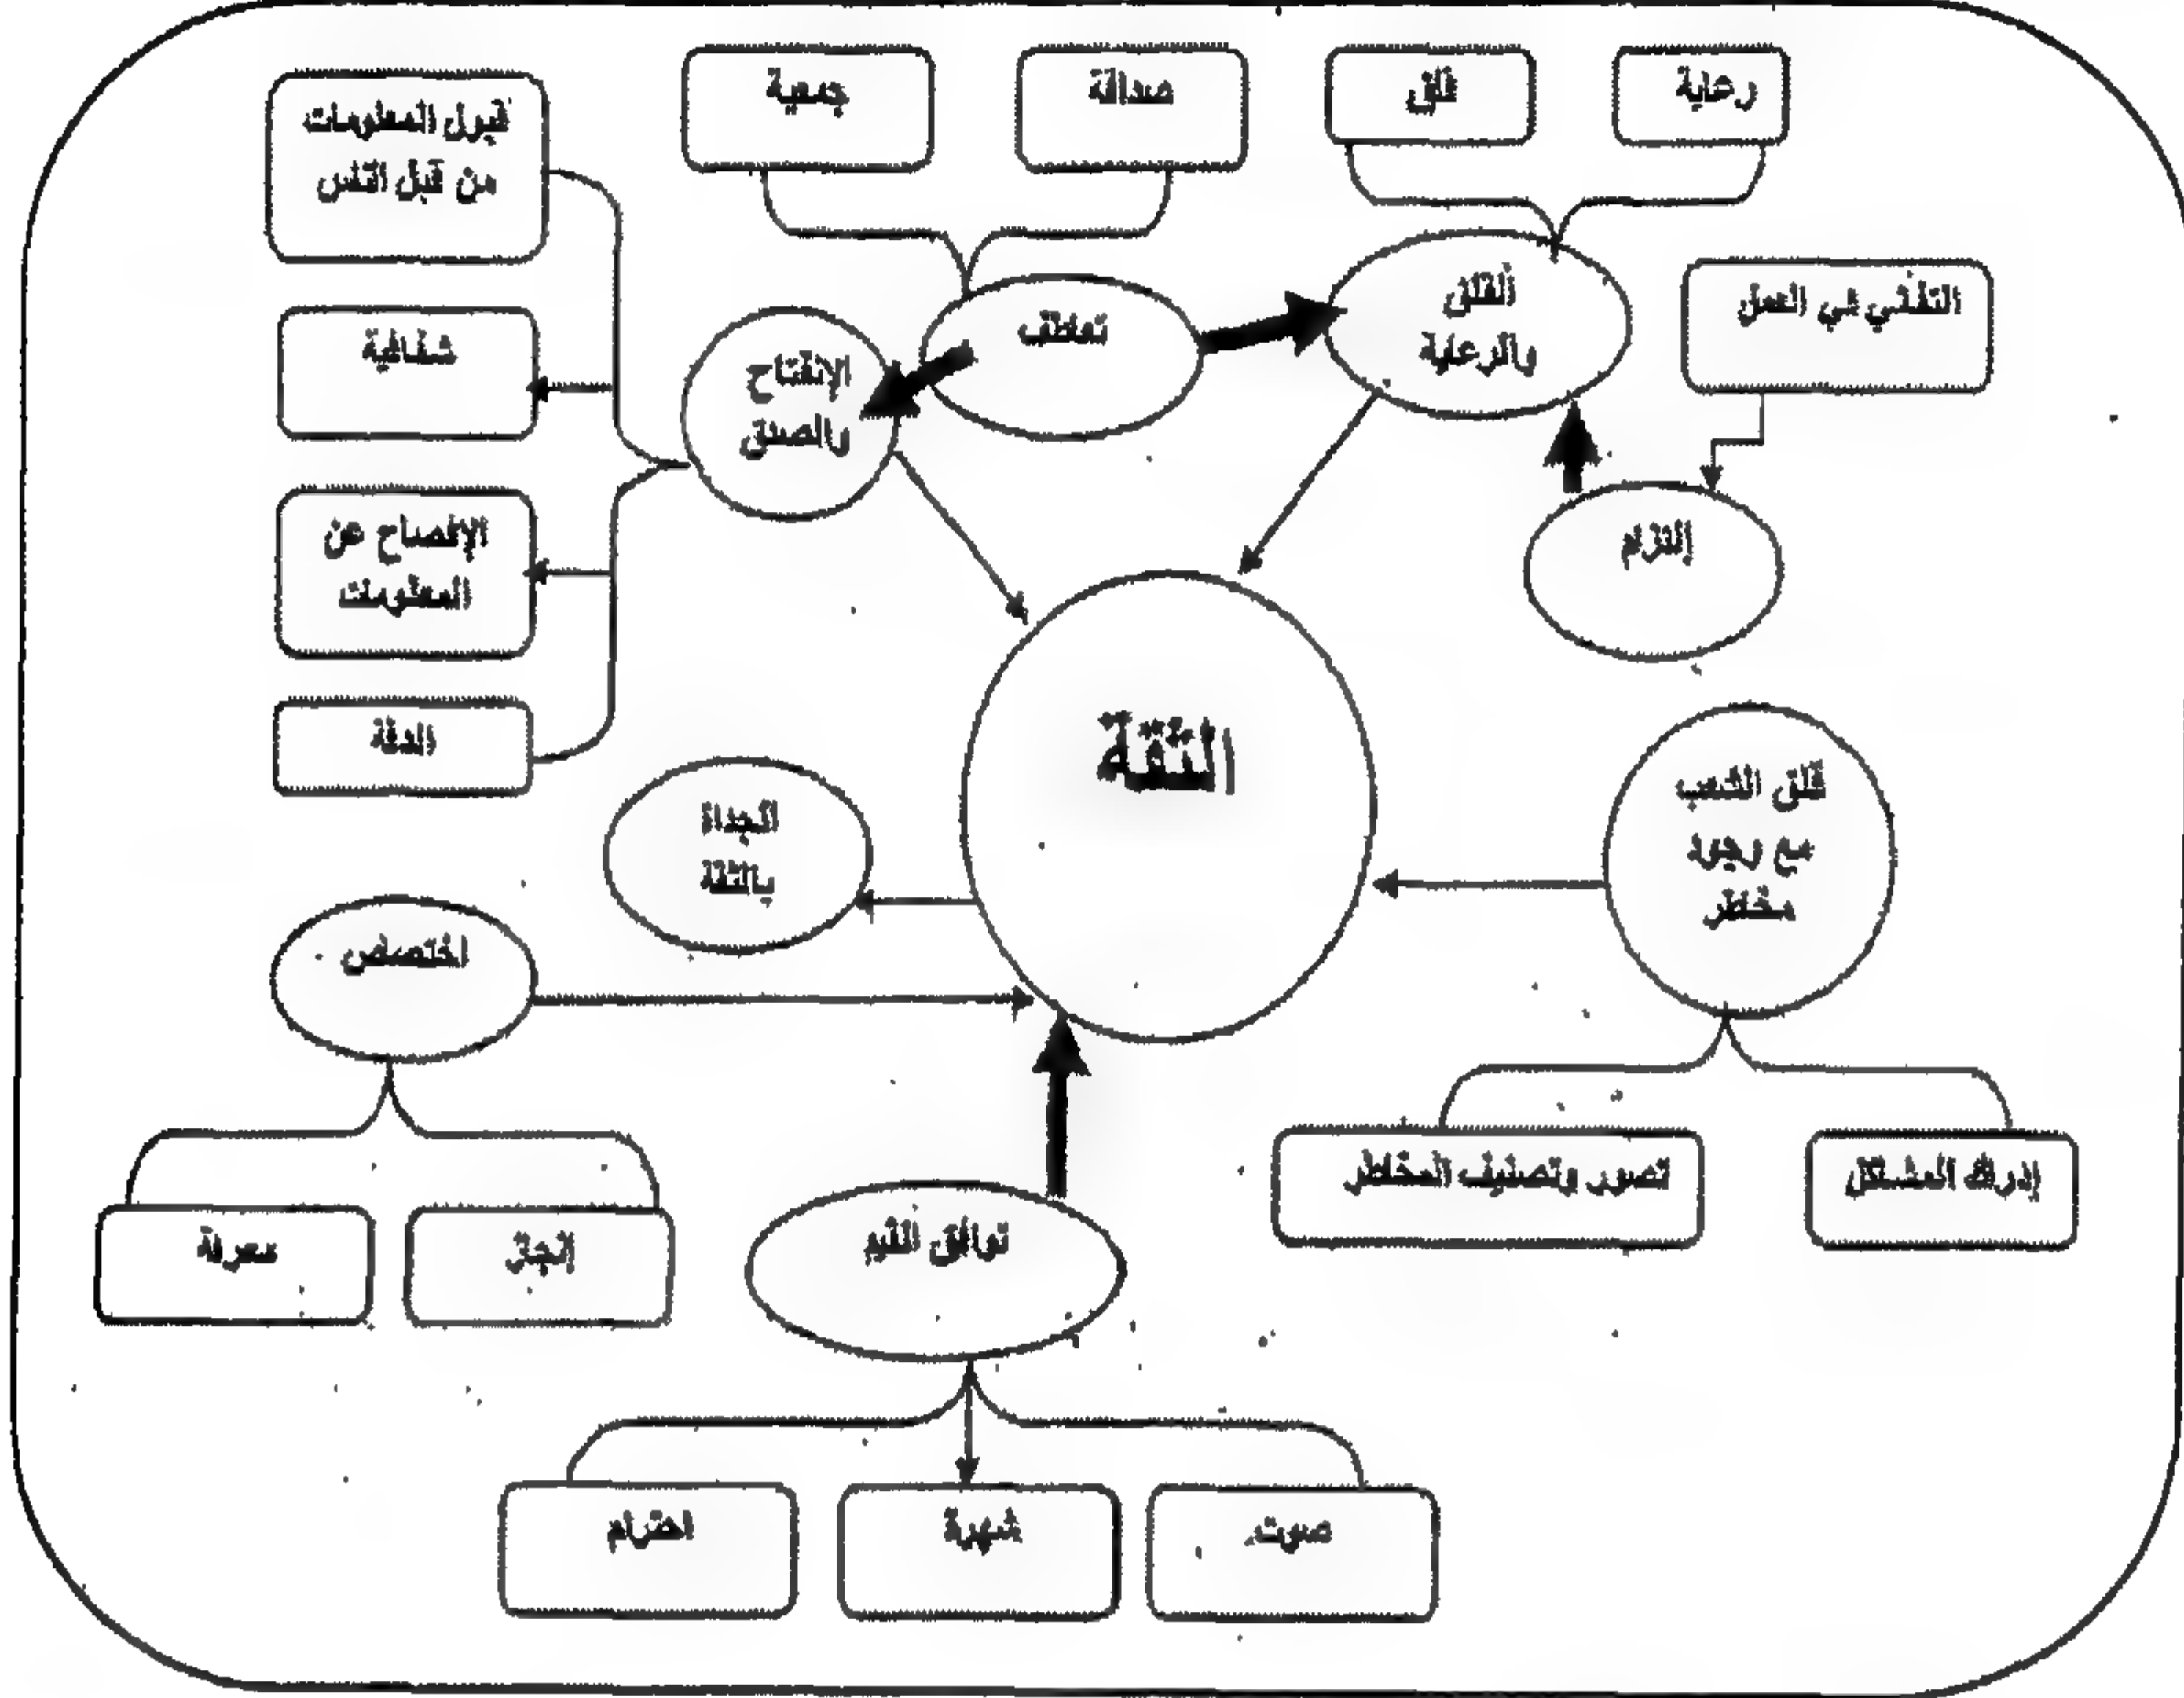 رعاية
قلق
صداقة
جمعية
قبول المعلومات
من قبل الناس
القلق
والرعاية
التفاني في العمل
تعاطف
الإنفتاح
والصدق
شفافية
إلتزام
الإفصاح عن
المعلومات
الدقة
الثقة
قلق الشعب
مع وجود
مخاطر
بالثقة
اختصاص
إدراك المشاكل
تصور وتصنيف المخاطر
توافق القيم
إنجاز
معرفة
صوت
شهرة
احترام